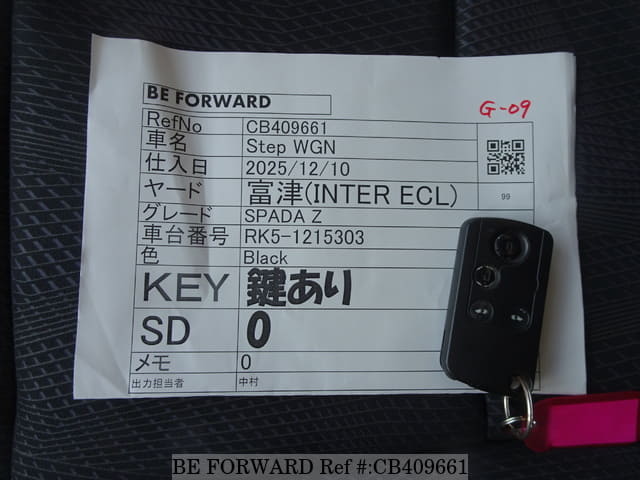 BE FORWARD
G-09
RefNo CB409661
車名 Step WGN
仕入日 2025/12/10
ヤード 富津(INTER ECL)
99
グレード SPADA Z
車台番号 RK5-1215303
色 Black
KEY 鍵あり
SD 0
メモ 0
出力担当者 中村
BE FORWARD Ref #:CB409661